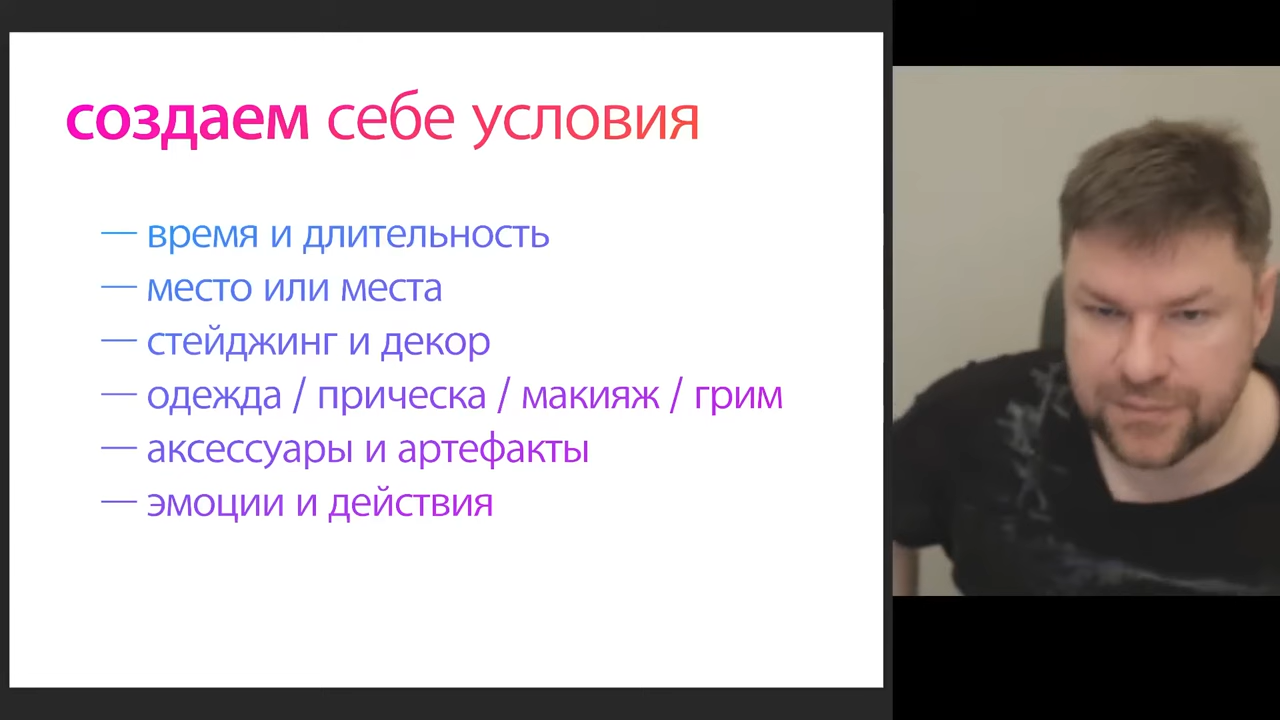 создаем себе условия
— время и длительность
— место или места
— стейджинг и декор
— одежда / прическа / макияж / грим
— аксессуары и артефакты
— эмоции и действия